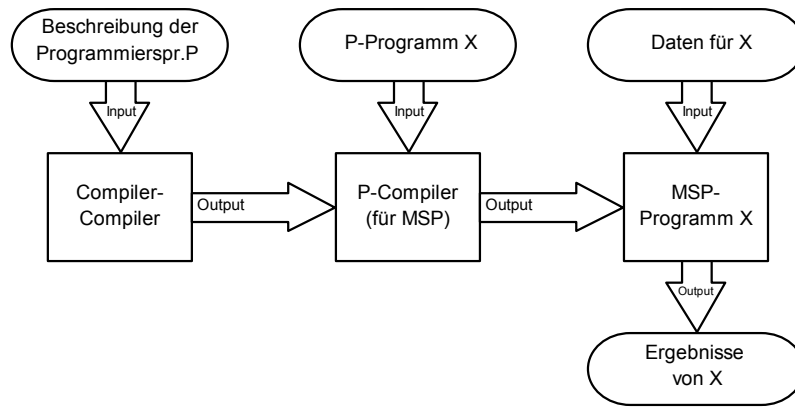 Beschreibung der
Programmierspr.P
P-Programm X
Daten für X
Input
Input
Input
Compiler-
Compiler
Output
P-Compiler
(für MSP)
Output
MSP-
Programm X
Output
Ergebnisse
von X